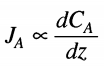 J_A ∝ dC_A/dz